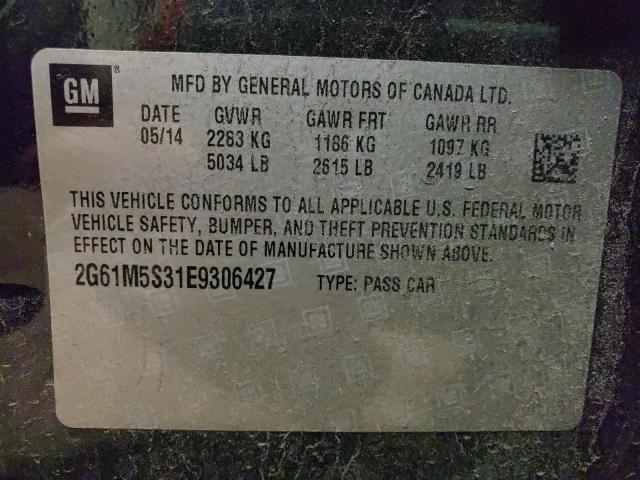 GM ®
MFD BY GENERAL MOTORS OF CANADA LTD.
DATE GVWR GAWR FRT GAWR RR
05/14 2283 KG 1186 KG 1097 KG
5034 LB 2615 LB 2419 LB
THIS VEHICLE CONFORMS TO ALL APPLICABLE U.S. FEDERAL MOTOR
VEHICLE SAFETY, BUMPER, AND THEFT PREVENTION STANDARDS IN
EFFECT ON THE DATE OF MANUFACTURE SHOWN ABOVE.
2G61M5S31E9306427 TYPE: PASS CAR